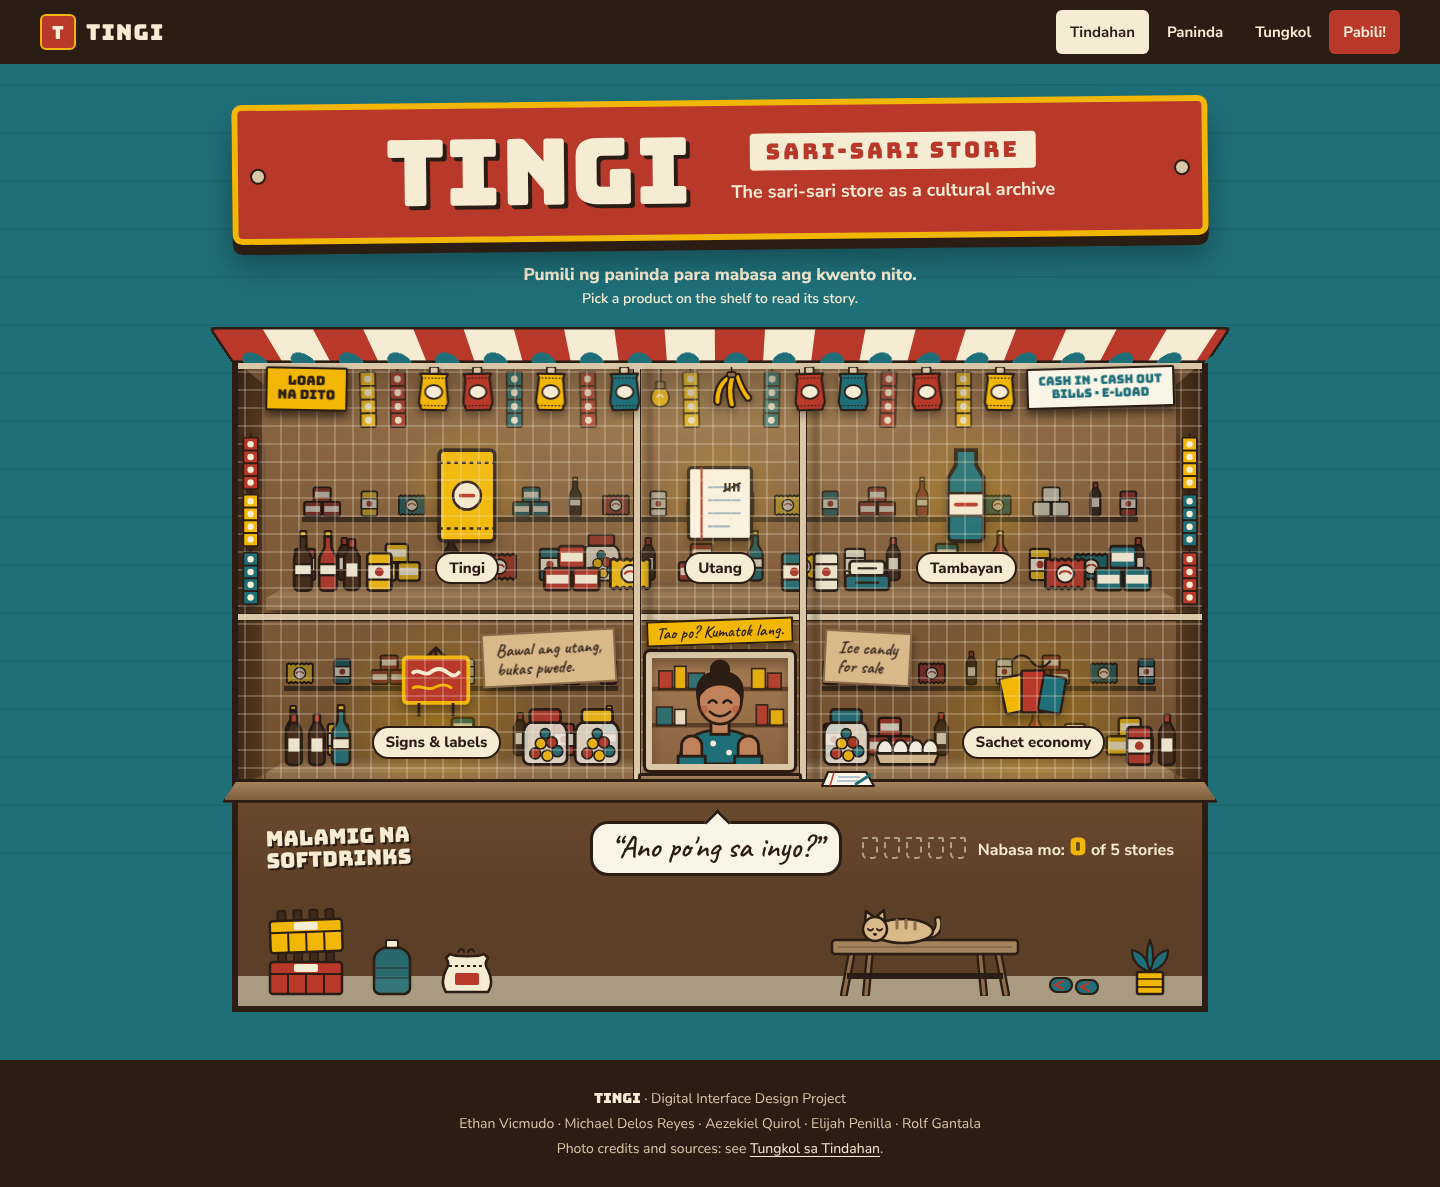 T TINGI
Tindahan Paninda Tungkol Pabili!
TINGI
SARI-SARI STORE
The sari-sari store as a cultural archive
Pumili ng paninda para mabasa ang kwento nito.
Pick a product on the shelf to read its story.
LOAD
NA DITO
CASH IN • CASH OUT
BILLS • E-LOAD
Tingi
Utang
Tambayan
Bawal ang utang,
bukas pwede.
Tao po? Kumatok lang.
Ice candy
for sale
Signs & labels
Sachet economy
MALAMIG NA
SOFTDRINKS
“Ano po'ng sa inyo?”
Nabasa mo: 0 of 5 stories
TINGI · Digital Interface Design Project
Ethan Vicmudo · Michael Delos Reyes · Aezekiel Quirol · Elijah Penilla · Rolf Gantala
Photo credits and sources: see Tungkol sa Tindahan.